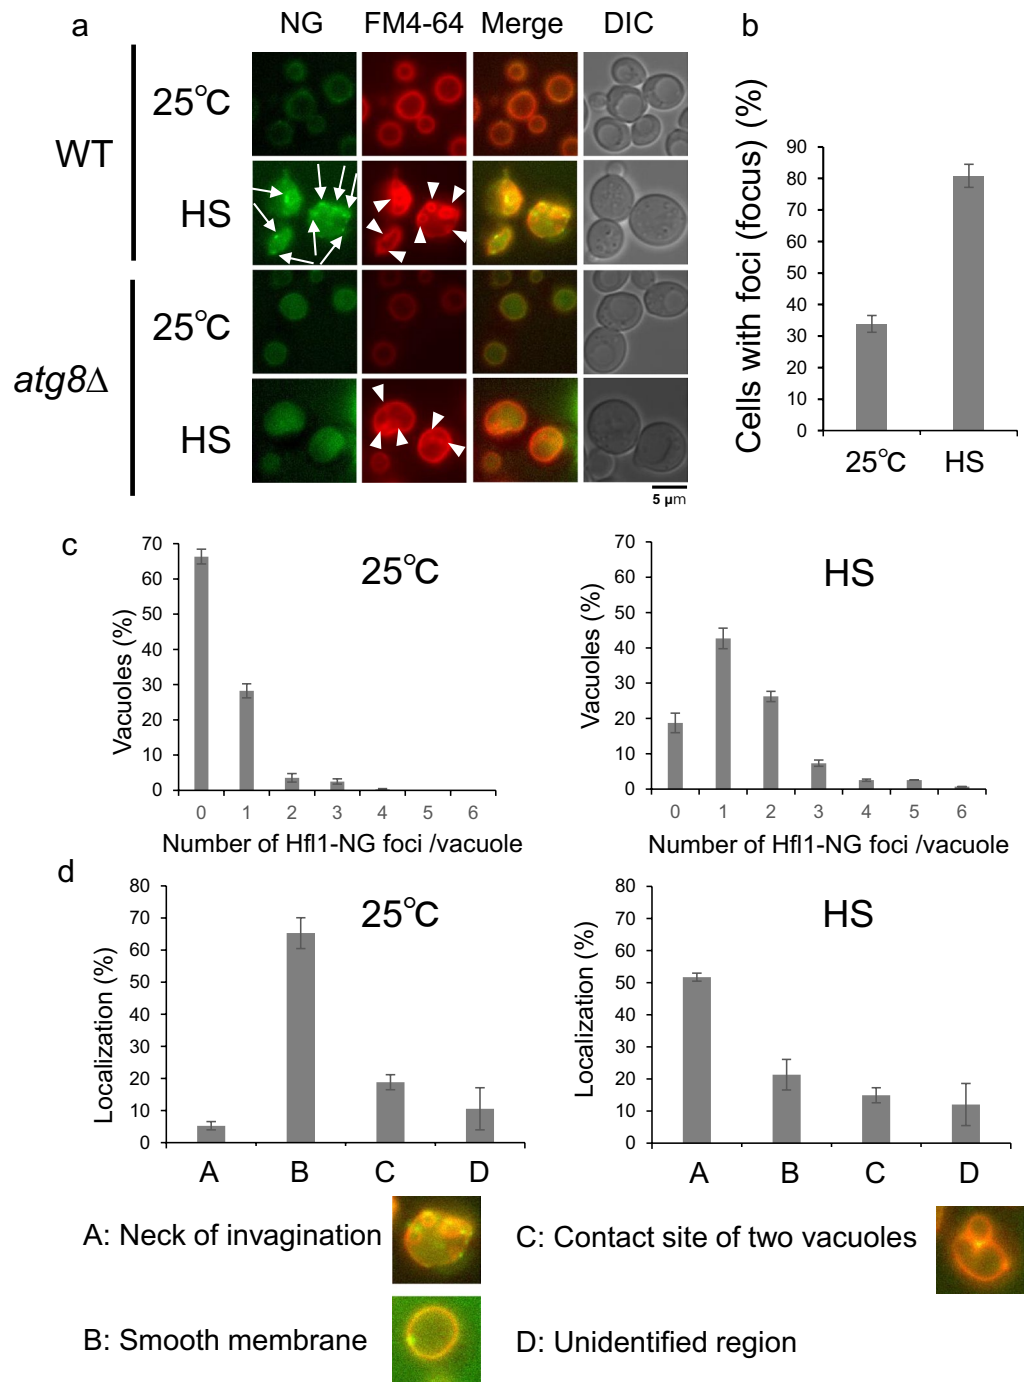 a
NG FM4-64 Merge DIC
WT
25℃
HS
atg8Δ
25℃
HS
5 μm
b
Cells with foci (focus) (%)
90
80
70
60
50
40
30
20
10
0
25℃ HS
c
25℃
Vacuoles (%)
70
60
50
40
30
20
10
0
0 1 2 3 4 5 6
Number of Hfl1-NG foci /vacuole
HS
Vacuoles (%)
70
60
50
40
30
20
10
0
0 1 2 3 4 5 6
Number of Hfl1-NG foci /vacuole
d
25℃
Localization (%)
80
70
60
50
40
30
20
10
0
A B C D
HS
Localization (%)
80
70
60
50
40
30
20
10
0
A B C D
A: Neck of invagination
C: Contact site of two vacuoles
B: Smooth membrane
D: Unidentified region